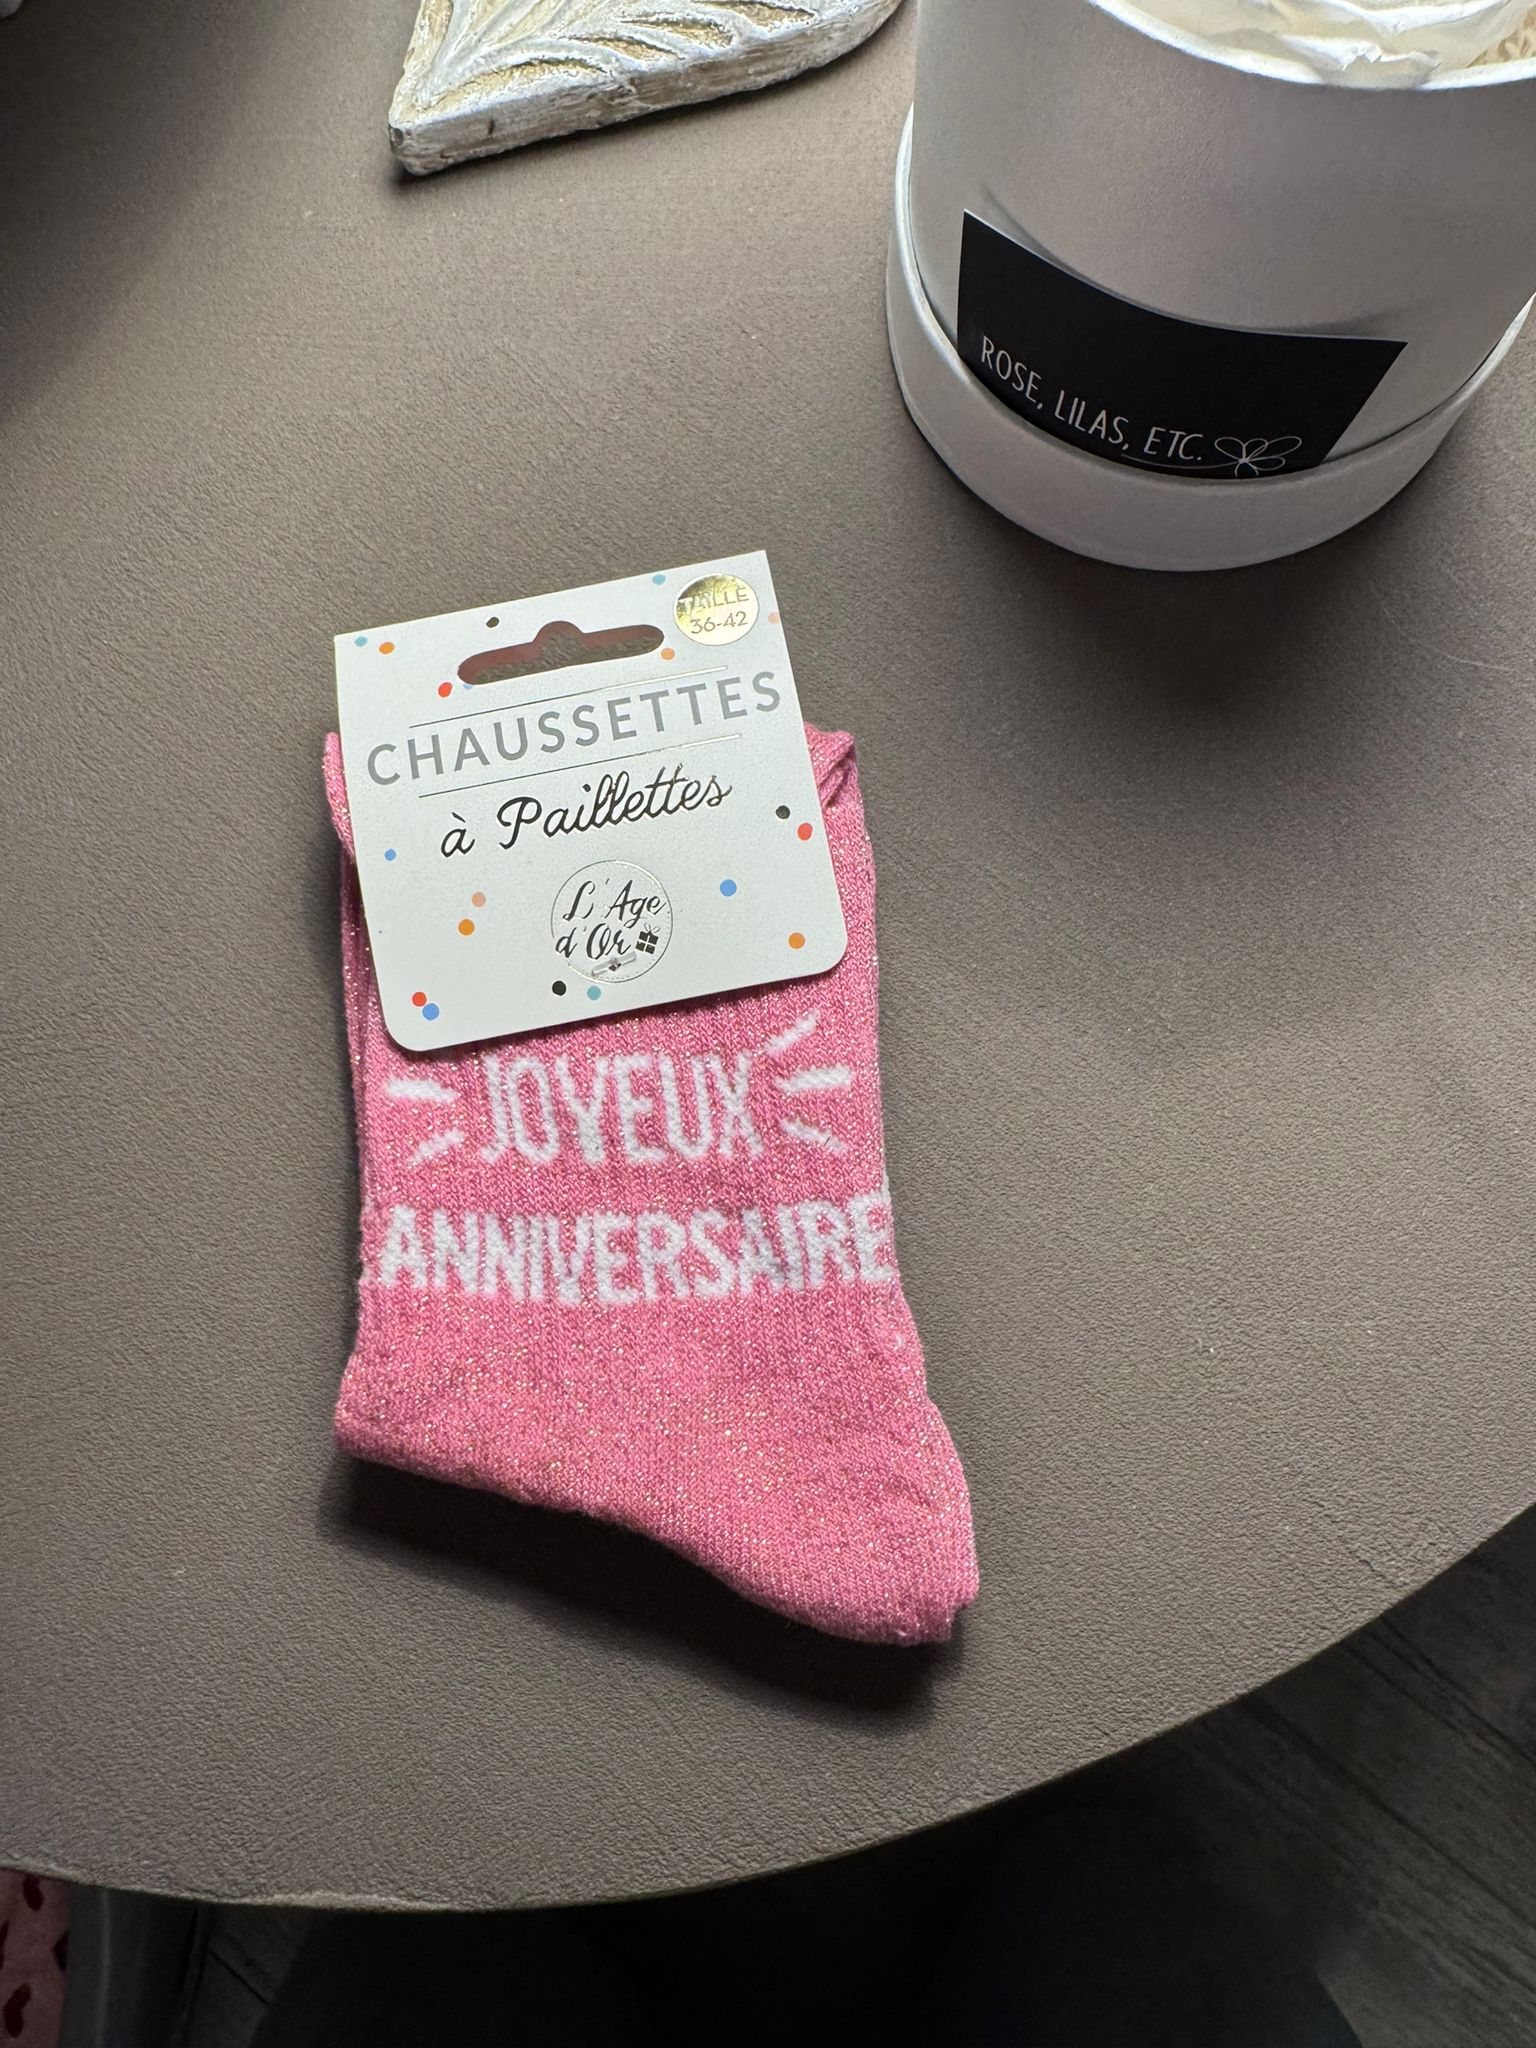 ROSE, LILAS, ETC.
TAILLE
36-42
CHAUSSETTES
à Paillettes
L'Age
d'Or
JOYEUX
ANNIVERSAIRE